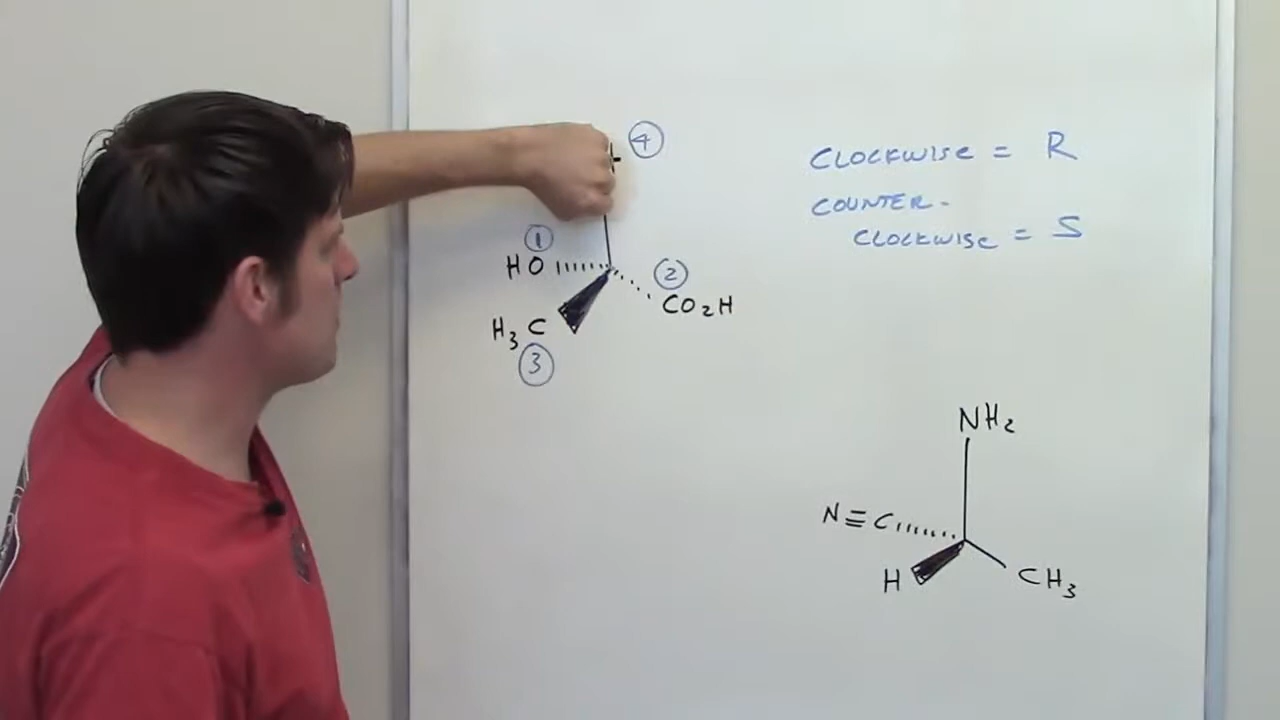 ④
CLOCKWISE = R
COUNTER-
CLOCKWISE = S
①
HO
②
CO₂H
H₃C
③
NH₂
N≡C
H
CH₃